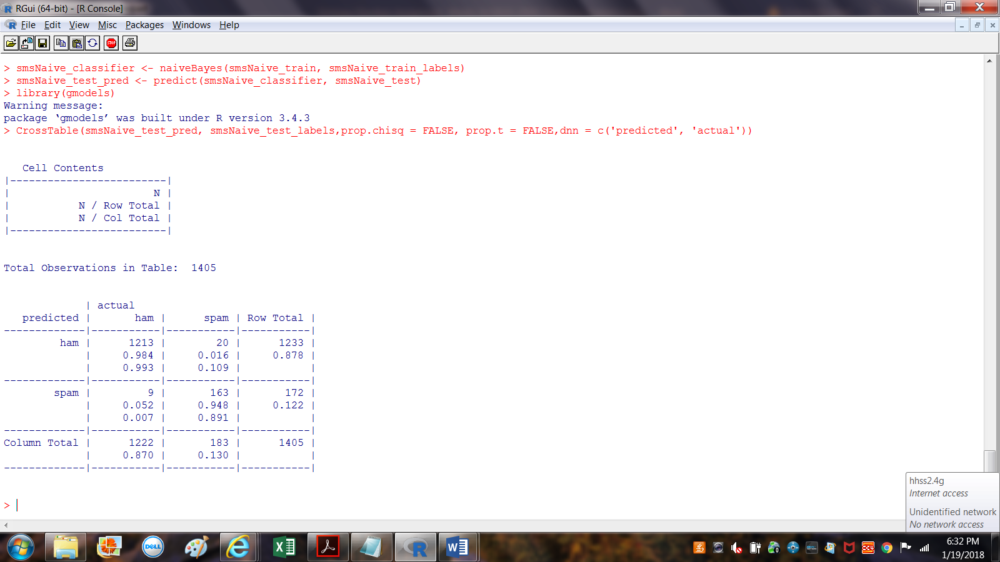 RGui (64-bit) - [R Console]
File Edit View Misc Packages Windows Help
STOP
> smsNaive_classifier <- naiveBayes(smsNaive_train, smsNaive_train_labels)
> smsNaive_test_pred <- predict(smsNaive_classifier, smsNaive_test)
> library(gmodels)
Warning message:
package ‘gmodels’ was built under R version 3.4.3
> CrossTable(smsNaive_test_pred, smsNaive_test_labels,prop.chisq = FALSE, prop.t = FALSE,dnn = c('predicted', 'actual'))
   Cell Contents
|-------------------------|
|                       N |
|           N / Row Total |
|           N / Col Total |
|-------------------------|
Total Observations in Table:  1405
             | actual
   predicted |       ham |      spam | Row Total |
-------------|-----------|-----------|-----------|
         ham |      1213 |        20 |      1233 |
             |     0.984 |     0.016 |     0.878 |
             |     0.993 |     0.109 |           |
-------------|-----------|-----------|-----------|
        spam |         9 |       163 |       172 |
             |     0.052 |     0.948 |     0.122 |
             |     0.007 |     0.891 |           |
-------------|-----------|-----------|-----------|
Column Total |      1222 |       183 |      1405 |
             |     0.870 |     0.130 |           |
-------------|-----------|-----------|-----------|
>
hhss2.4g
Internet access
Unidentified network
No network access
DELL
6:32 PM
1/19/2018